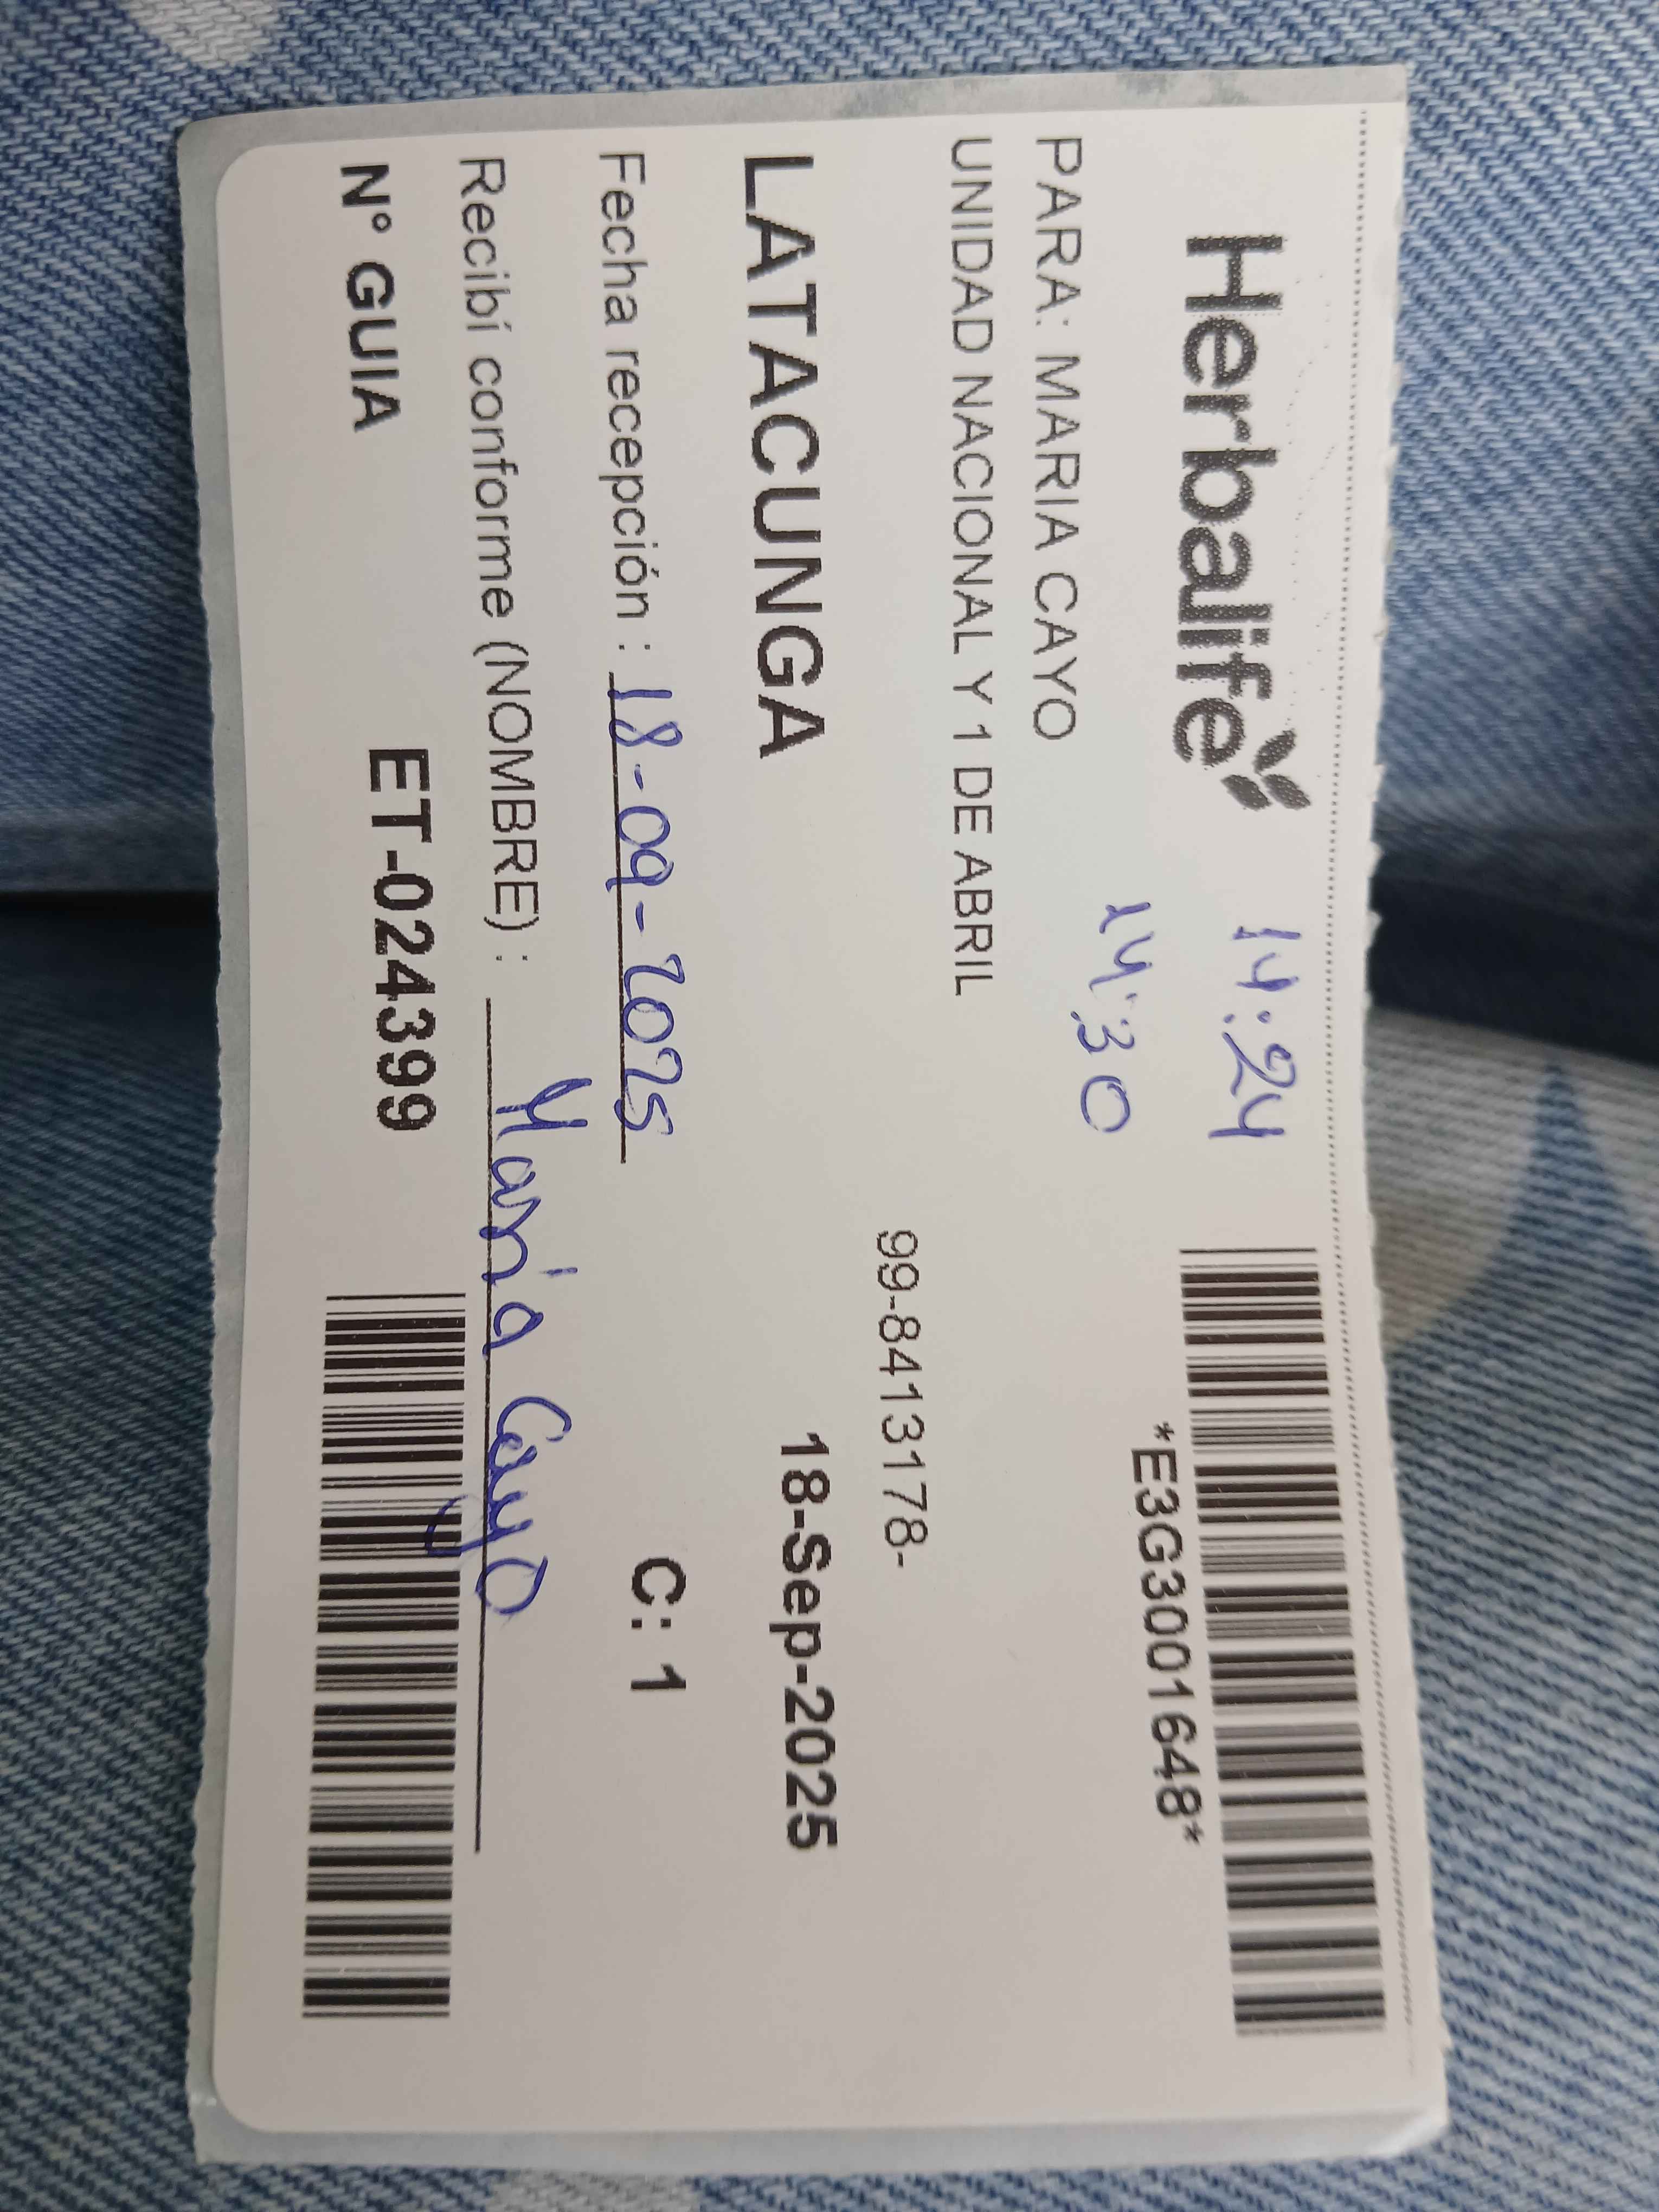 Herbalife
14:24
14:30
*E3G3001648*
PARA: MARIA CAYO
UNIDAD NACIONAL Y 1 DE ABRIL
99-8413178-
LATACUNGA
18-Sep-2025
Fecha recepción : 18-09-2025
C: 1
Recibí conforme (NOMBRE) : María Cayo
N° GUIA
ET-024399